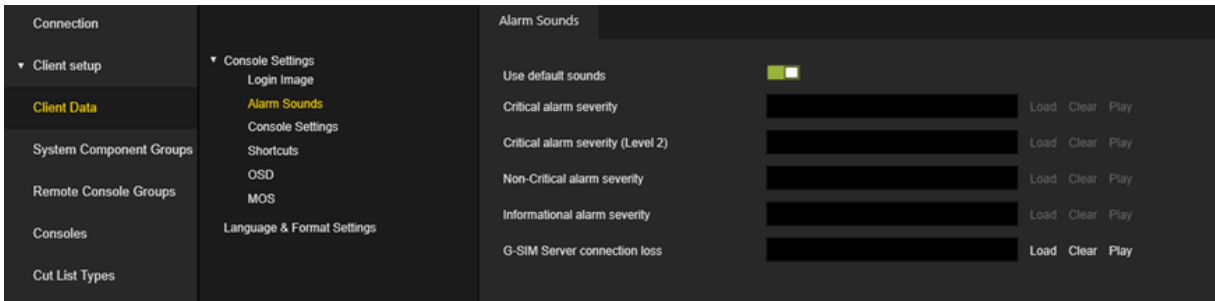 Connection
Client setup
Client Data
System Component Groups
Remote Console Groups
Consoles
Cut List Types
Console Settings
Login Image
Alarm Sounds
Console Settings
Shortcuts
OSD
MOS
Language & Format Settings
Alarm Sounds
Use default sounds
Critical alarm severity Load Clear Play
Critical alarm severity (Level 2) Load Clear Play
Non-Critical alarm severity Load Clear Play
Informational alarm severity Load Clear Play
G-SIM Server connection loss Load Clear Play